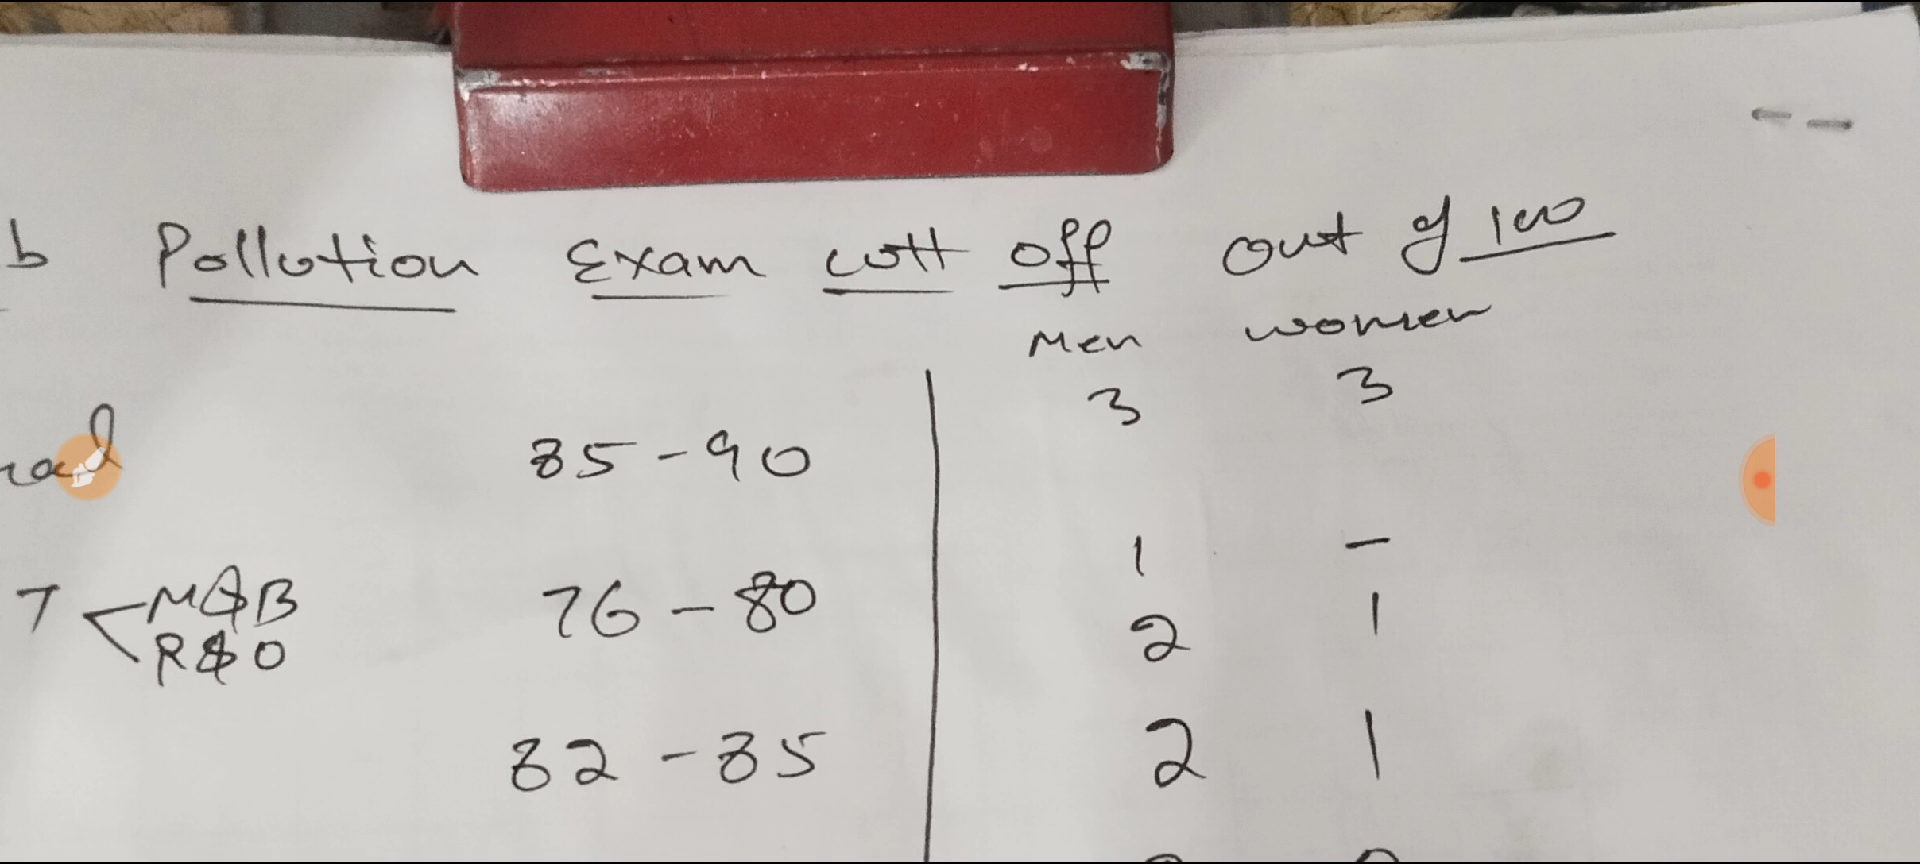 b Pollution Exam cutt off out of 100
Men women
3 3
85-90
1 -
T M&B 76-80
R&O 2 1
82-85 2 1